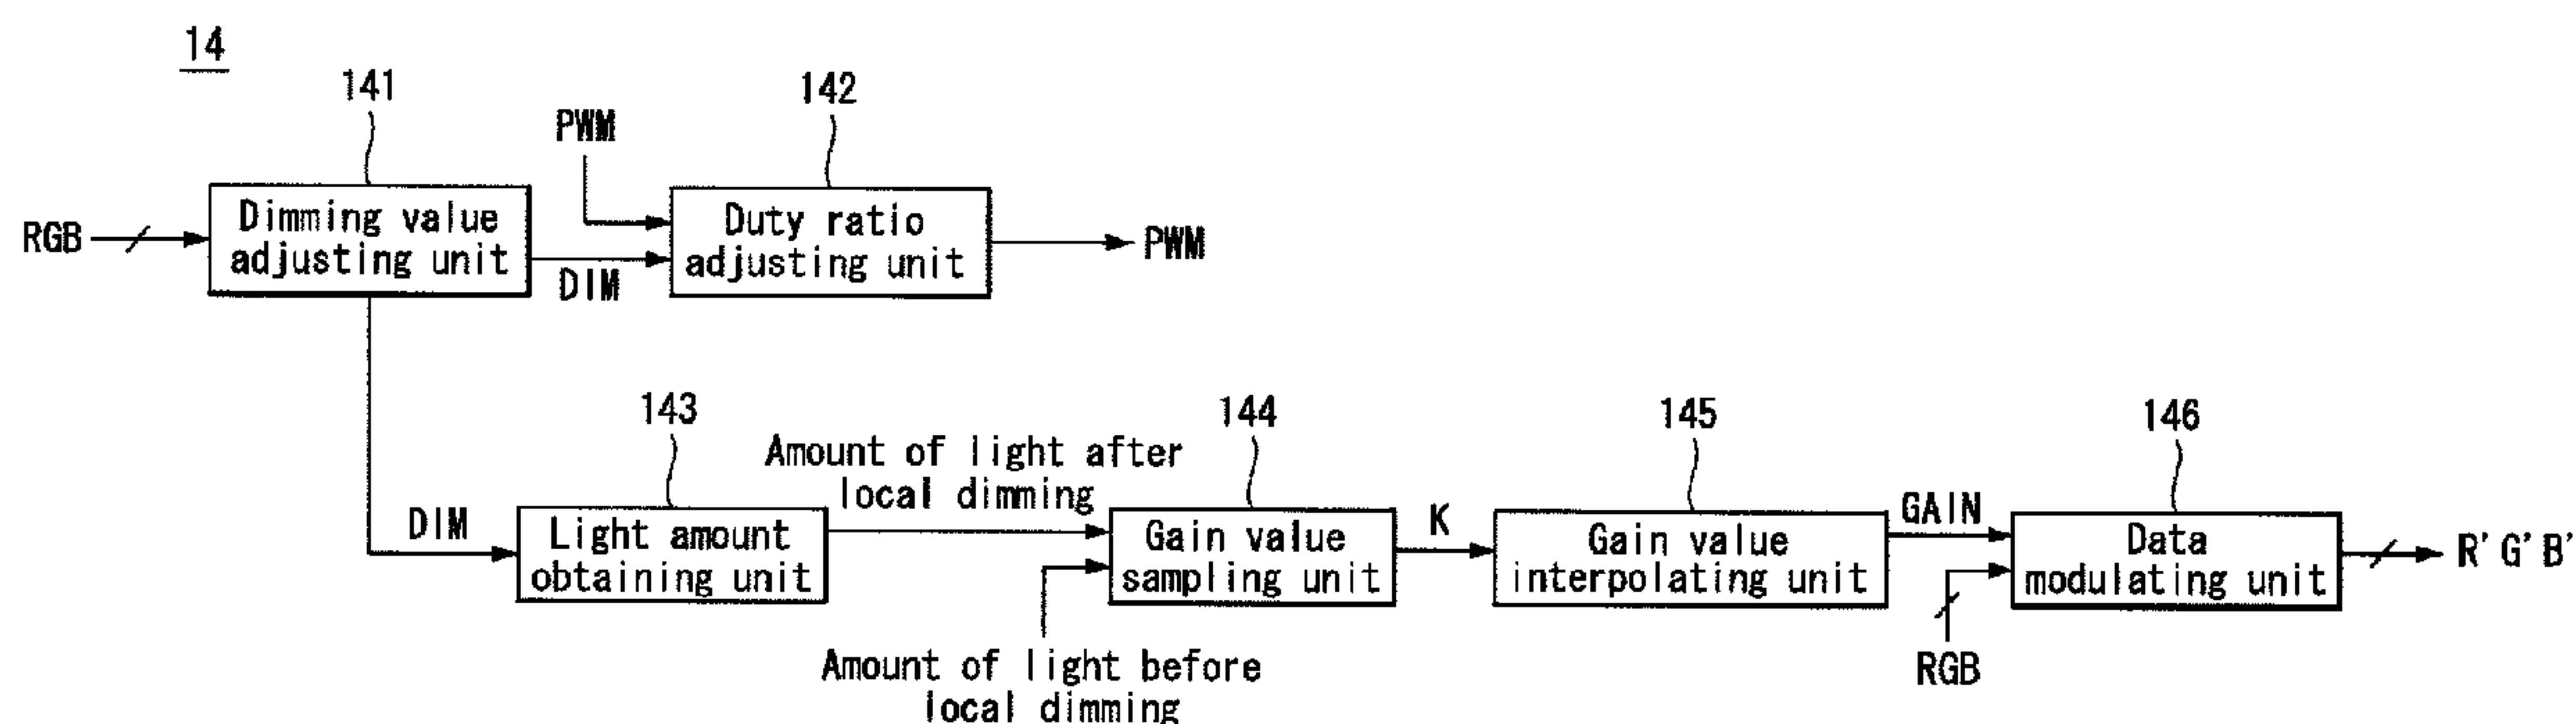 14
141
142
PWM
RGB
Dimming value
adjusting unit
DIM
Duty ratio
adjusting unit
PWM
143
144
145
146
Amount of light after
local dimming
DIM
Light amount
obtaining unit
Gain value
sampling unit
K
Gain value
interpolating unit
GAIN
Data
modulating unit
R'G'B'
Amount of light before
local dimming
RGB